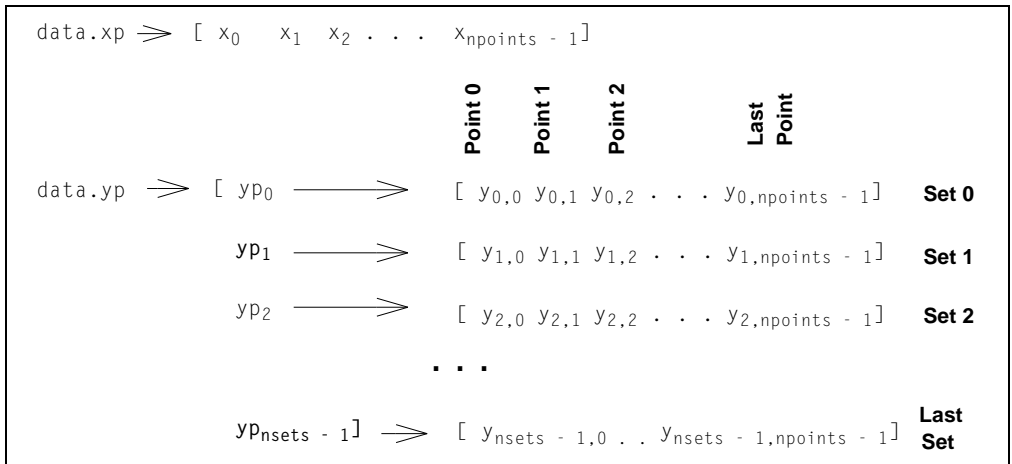 data.xp [ x0 x1 x2 . . . xnpoints - 1]
Point 0 Point 1 Point 2 Last Point
data.yp [ yp0 [ y0,0 y0,1 y0,2 . . . y0,npoints - 1] Set 0
yp1 [ y1,0 y1,1 y1,2 . . . y1,npoints - 1] Set 1
yp2 [ y2,0 y2,1 y2,2 . . . y2,npoints - 1] Set 2
. . .
ypnsets - 1] [ ynsets - 1,0 . . ynsets - 1,npoints - 1] Last Set